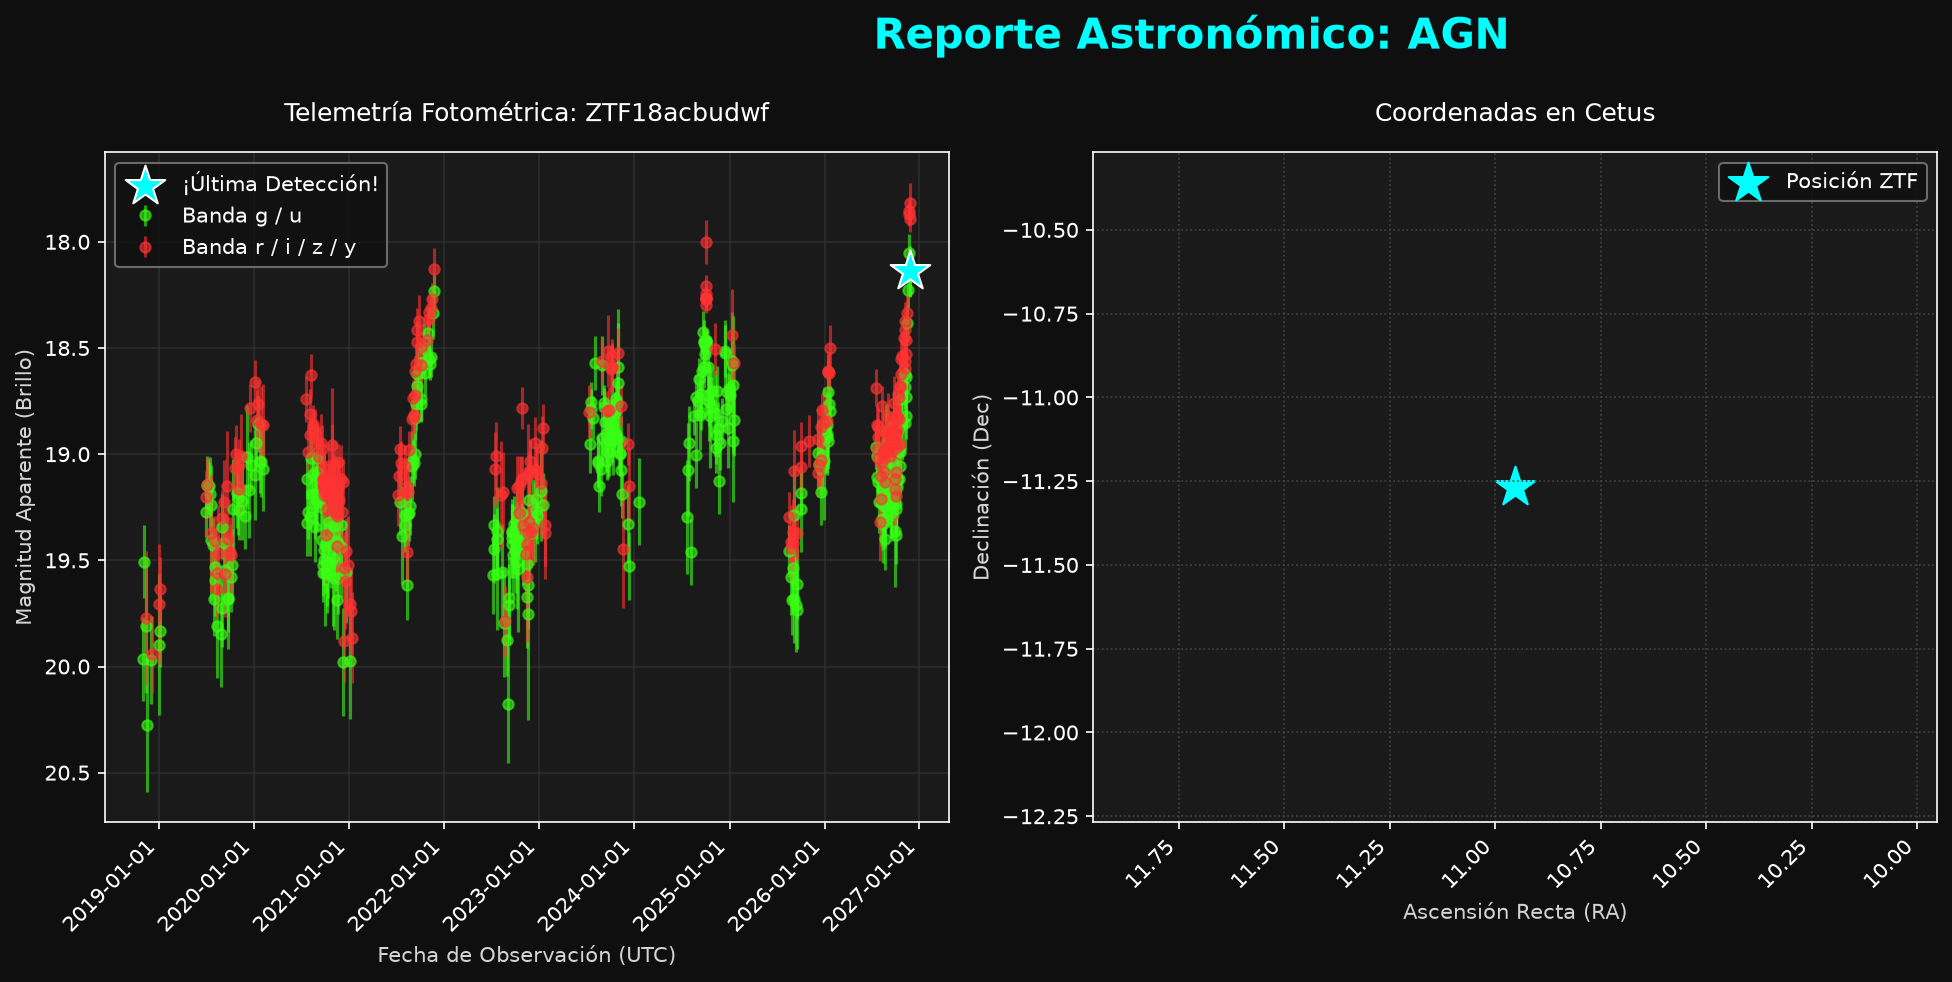 Reporte Astronómico: AGN
Telemetría Fotométrica: ZTF18acbudwf
¡Última Detección!
Banda g / u
Banda r / i / z / y
Magnitud Aparente (Brillo)
18.0
18.5
19.0
19.5
20.0
20.5
2019-01-01
2020-01-01
2021-01-01
2022-01-01
2023-01-01
2024-01-01
2025-01-01
2026-01-01
2027-01-01
Fecha de Observación (UTC)
Coordenadas en Cetus
Posición ZTF
Declinación (Dec)
−10.50
−10.75
−11.00
−11.25
−11.50
−11.75
−12.00
−12.25
11.75
11.50
11.25
11.00
10.75
10.50
10.25
10.00
Ascensión Recta (RA)